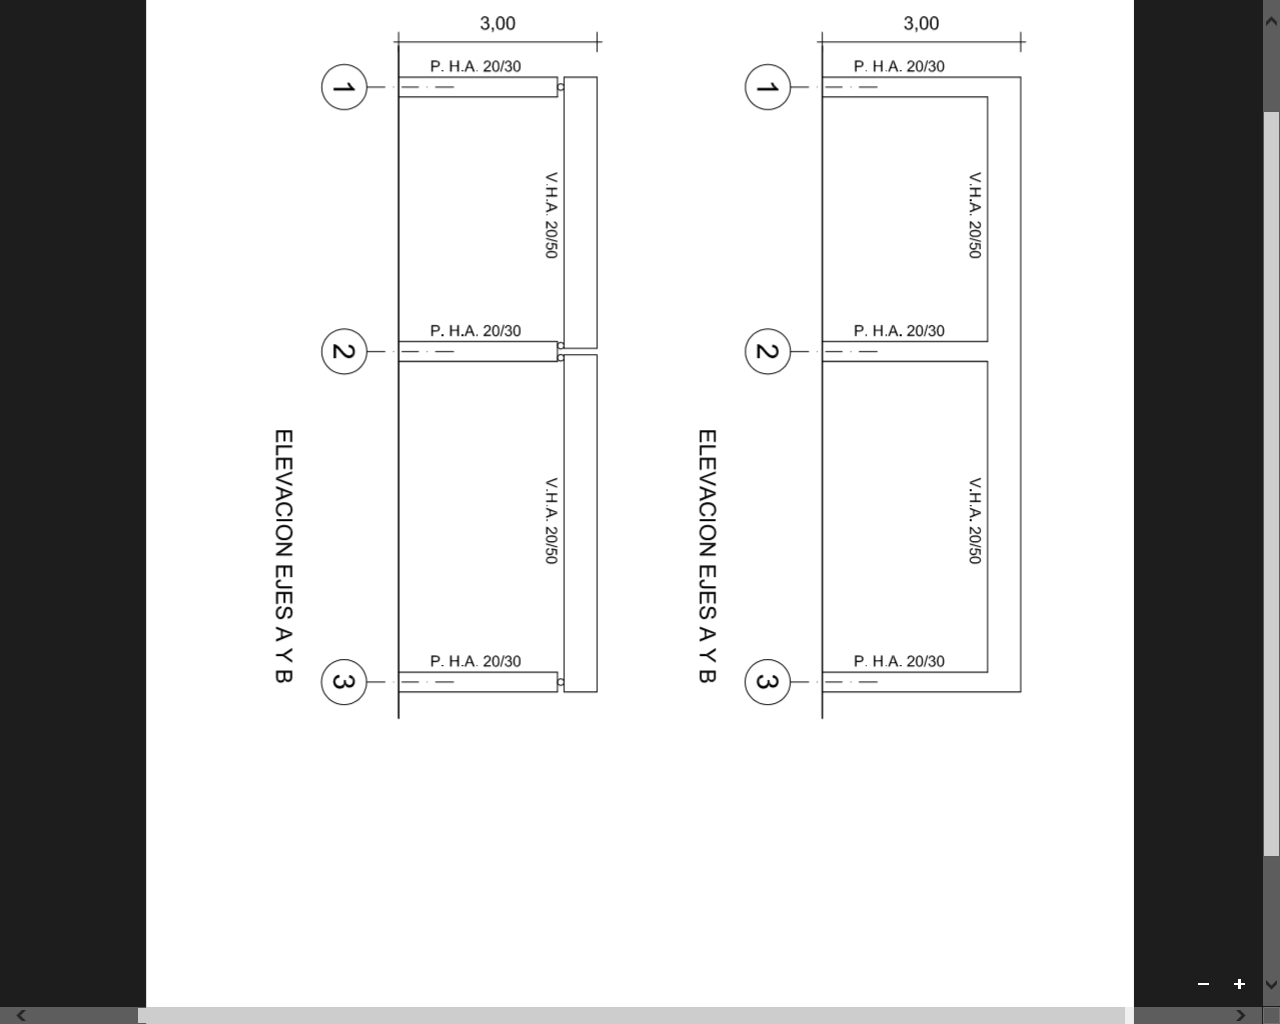 3,00
P. H.A. 20/30
1
V.H.A. 20/50
P. H.A. 20/30
2
V.H.A. 20/50
P. H.A. 20/30
3
ELEVACION EJES A Y B
3,00
P. H.A. 20/30
1
V.H.A. 20/50
P. H.A. 20/30
2
V.H.A. 20/50
P. H.A. 20/30
3
ELEVACION EJES A Y B